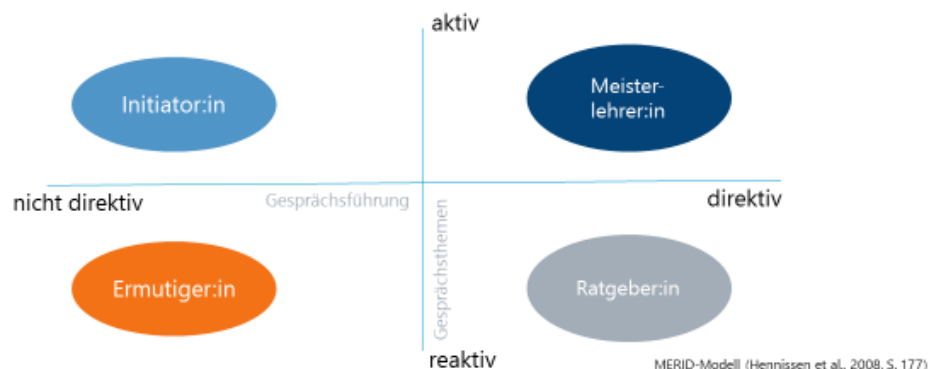 aktiv
Initiator:in
Meister-
lehrer:in
nicht direktiv
Gesprächsführung
direktiv
Gesprächsthemen
Ermutiger:in
Ratgeber:in
reaktiv
MERID-Modell (Hennissen et al., 2008, S. 177)